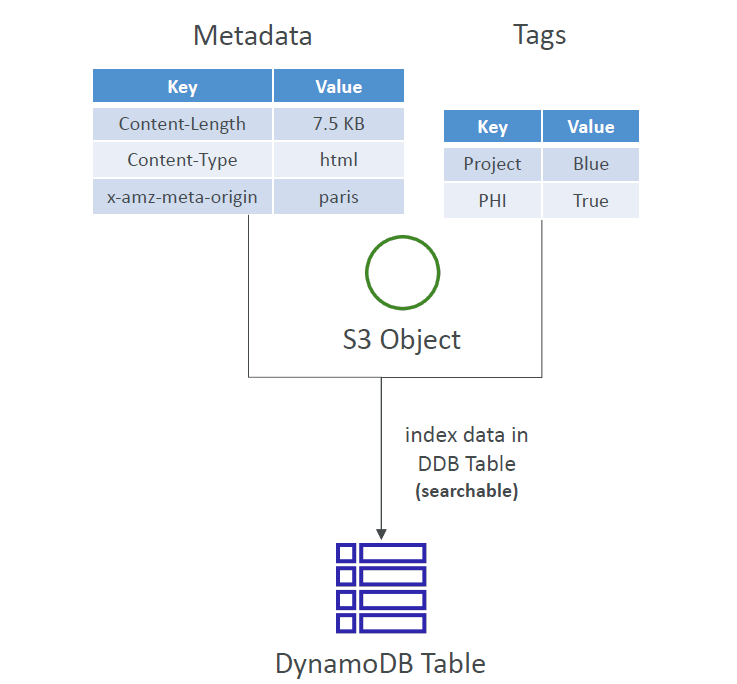 Metadata
Tags
Key Value
Content-Length 7.5 KB
Content-Type html
x-amz-meta-origin paris
Key Value
Project Blue
PHI True
S3 Object
index data in
DDB Table
(searchable)
DynamoDB Table